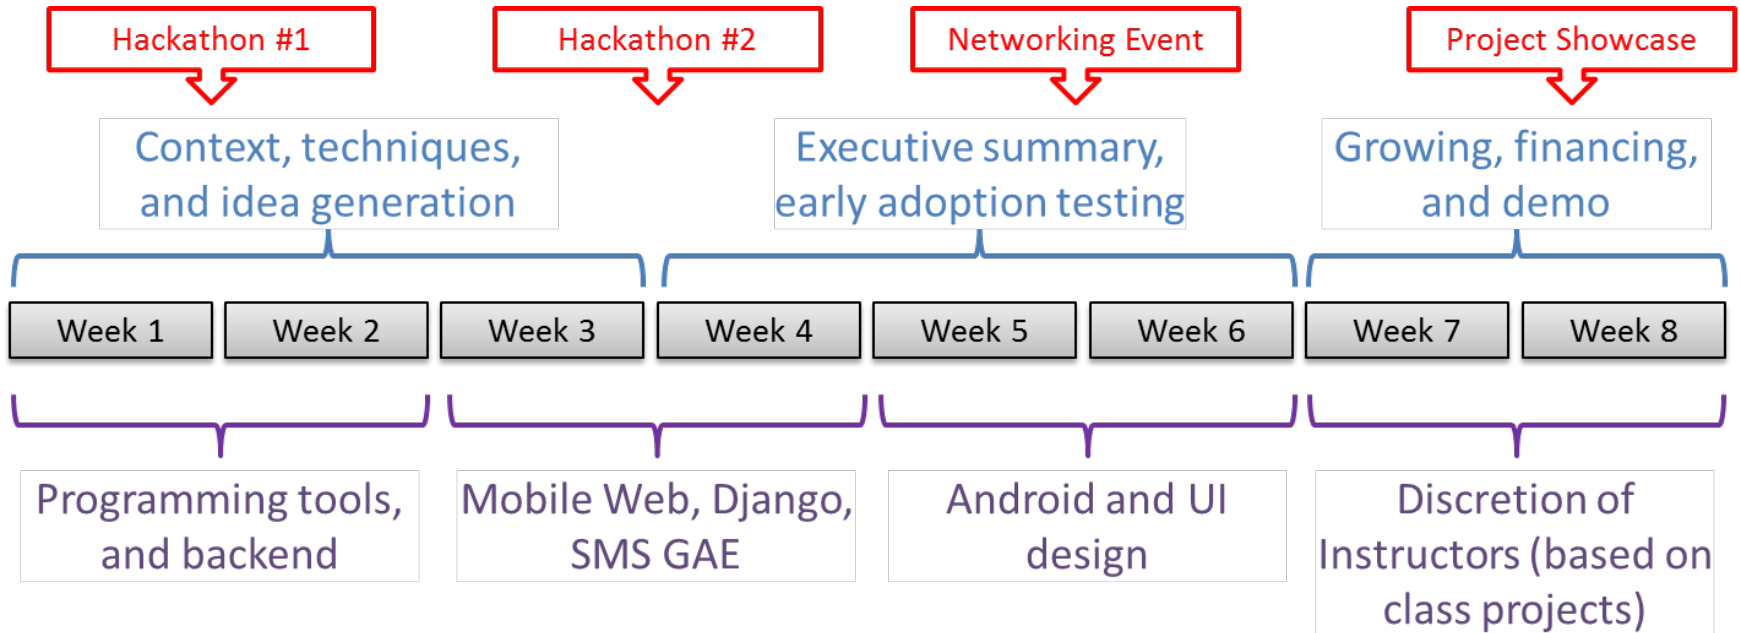 Hackathon #1
Hackathon #2
Networking Event
Project Showcase
Context, techniques,
and idea generation
Executive summary,
early adoption testing
Growing, financing,
and demo
Week 1
Week 2
Week 3
Week 4
Week 5
Week 6
Week 7
Week 8
Programming tools,
and backend
Mobile Web, Django,
SMS GAE
Android and UI
design
Discretion of
Instructors (based on
class projects)